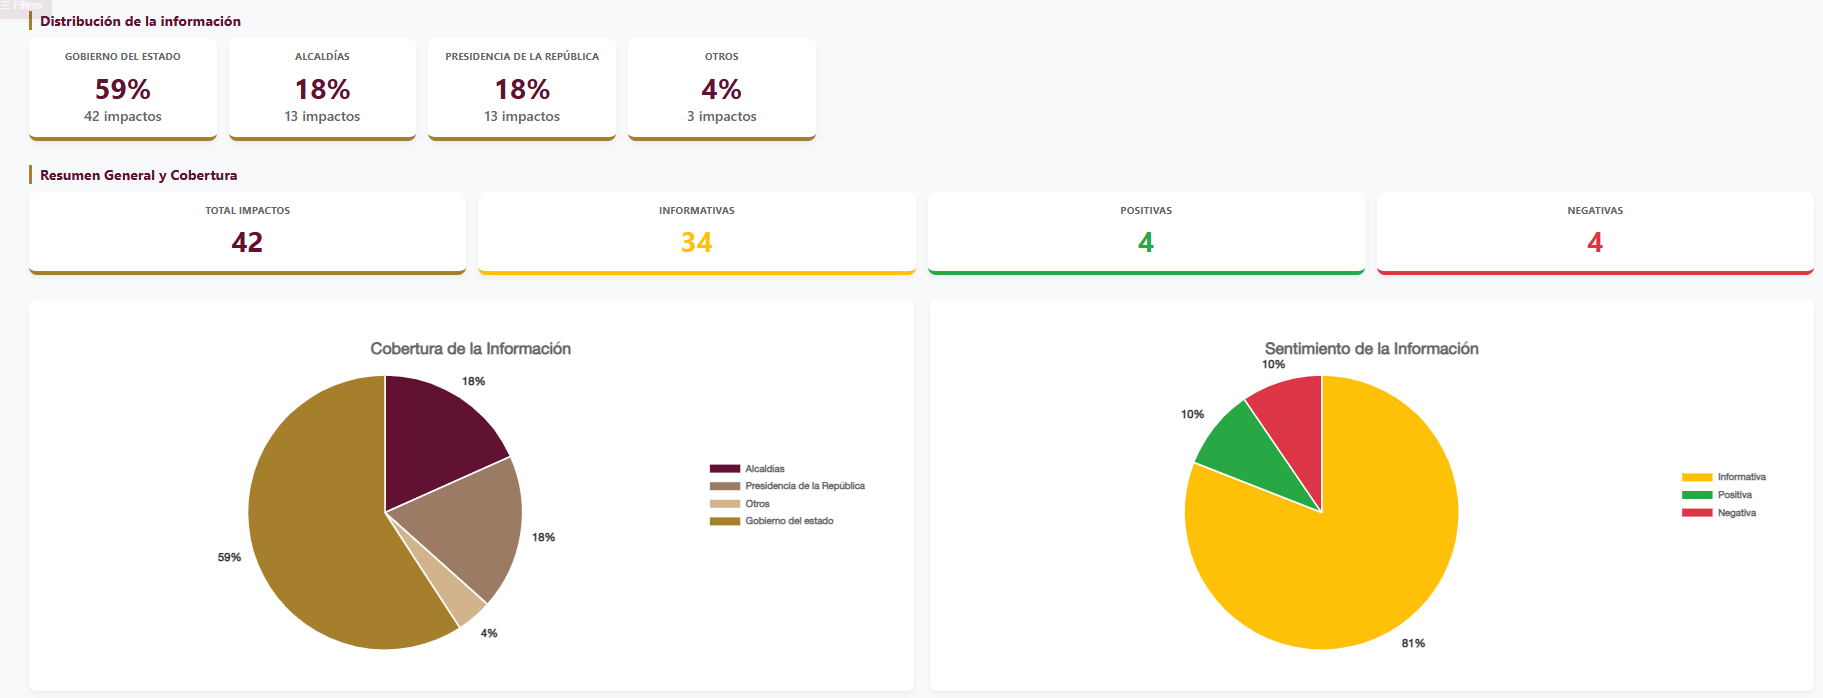 ☰ Filtros
Distribución de la información
GOBIERNO DEL ESTADO
59%
42 impactos
ALCALDÍAS
18%
13 impactos
PRESIDENCIA DE LA REPÚBLICA
18%
13 impactos
OTROS
4%
3 impactos
Resumen General y Cobertura
TOTAL IMPACTOS
42
INFORMATIVAS
34
POSITIVAS
4
NEGATIVAS
4
Cobertura de la Información
18%
18%
4%
59%
Alcaldías
Presidencia de la República
Otros
Gobierno del estado
Sentimiento de la Información
10%
10%
81%
Informativa
Positiva
Negativa